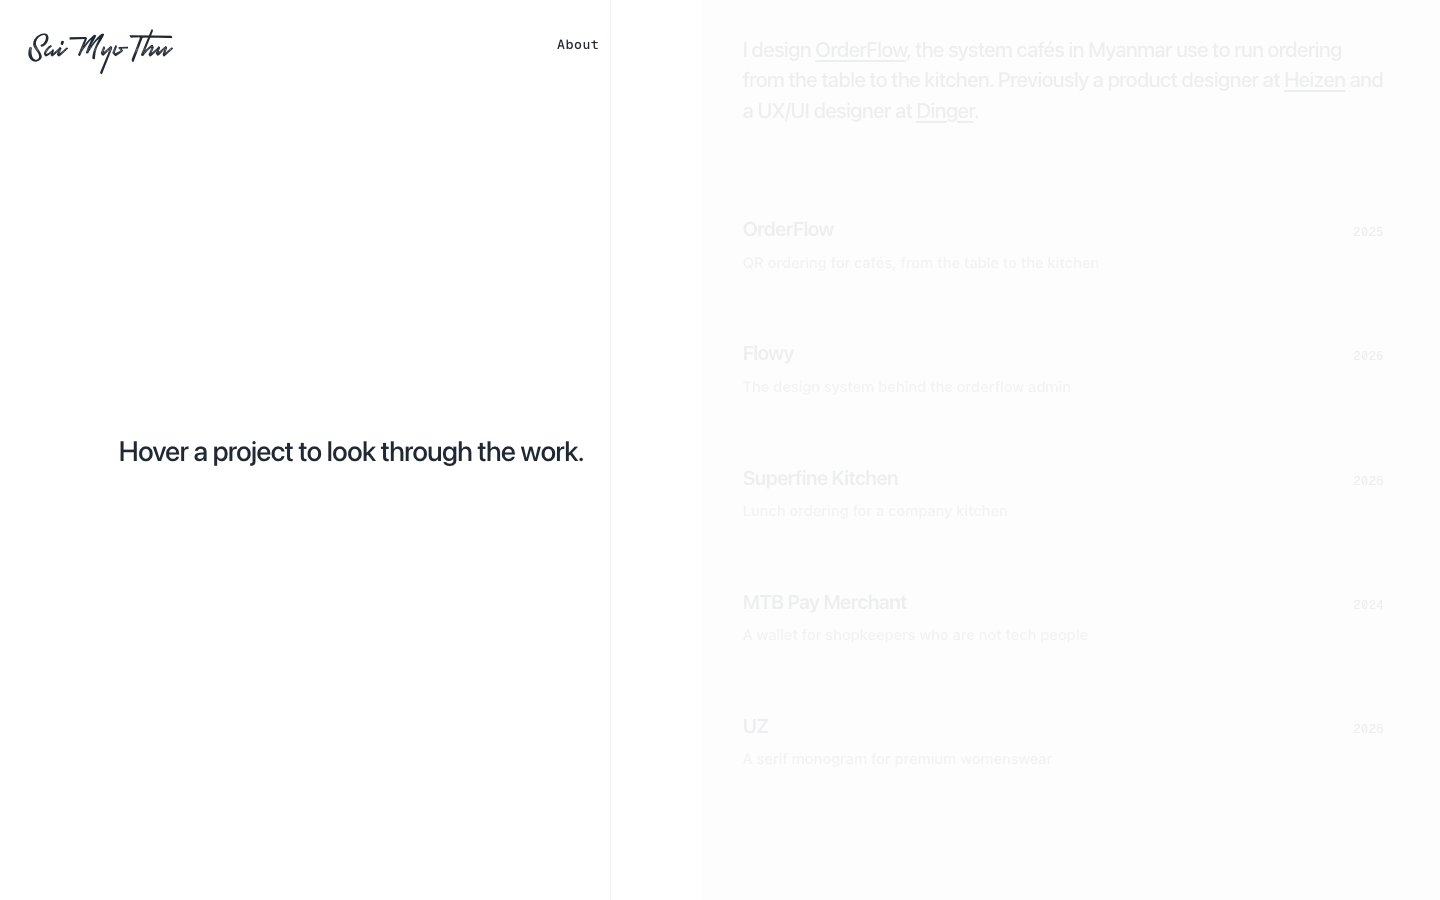 Sai Myo Thu
About
Hover a project to look through the work.
I design OrderFlow, the system cafés in Myanmar use to run ordering
from the table to the kitchen. Previously a product designer at Heizen and
a UX/UI designer at Dinger.
OrderFlow
2025
QR ordering for cafés, from the table to the kitchen
Flowy
2026
The design system behind the orderflow admin
Superfine Kitchen
2026
Lunch ordering for a company kitchen
MTB Pay Merchant
2024
A wallet for shopkeepers who are not tech people
UZ
2026
A serif monogram for premium womenswear